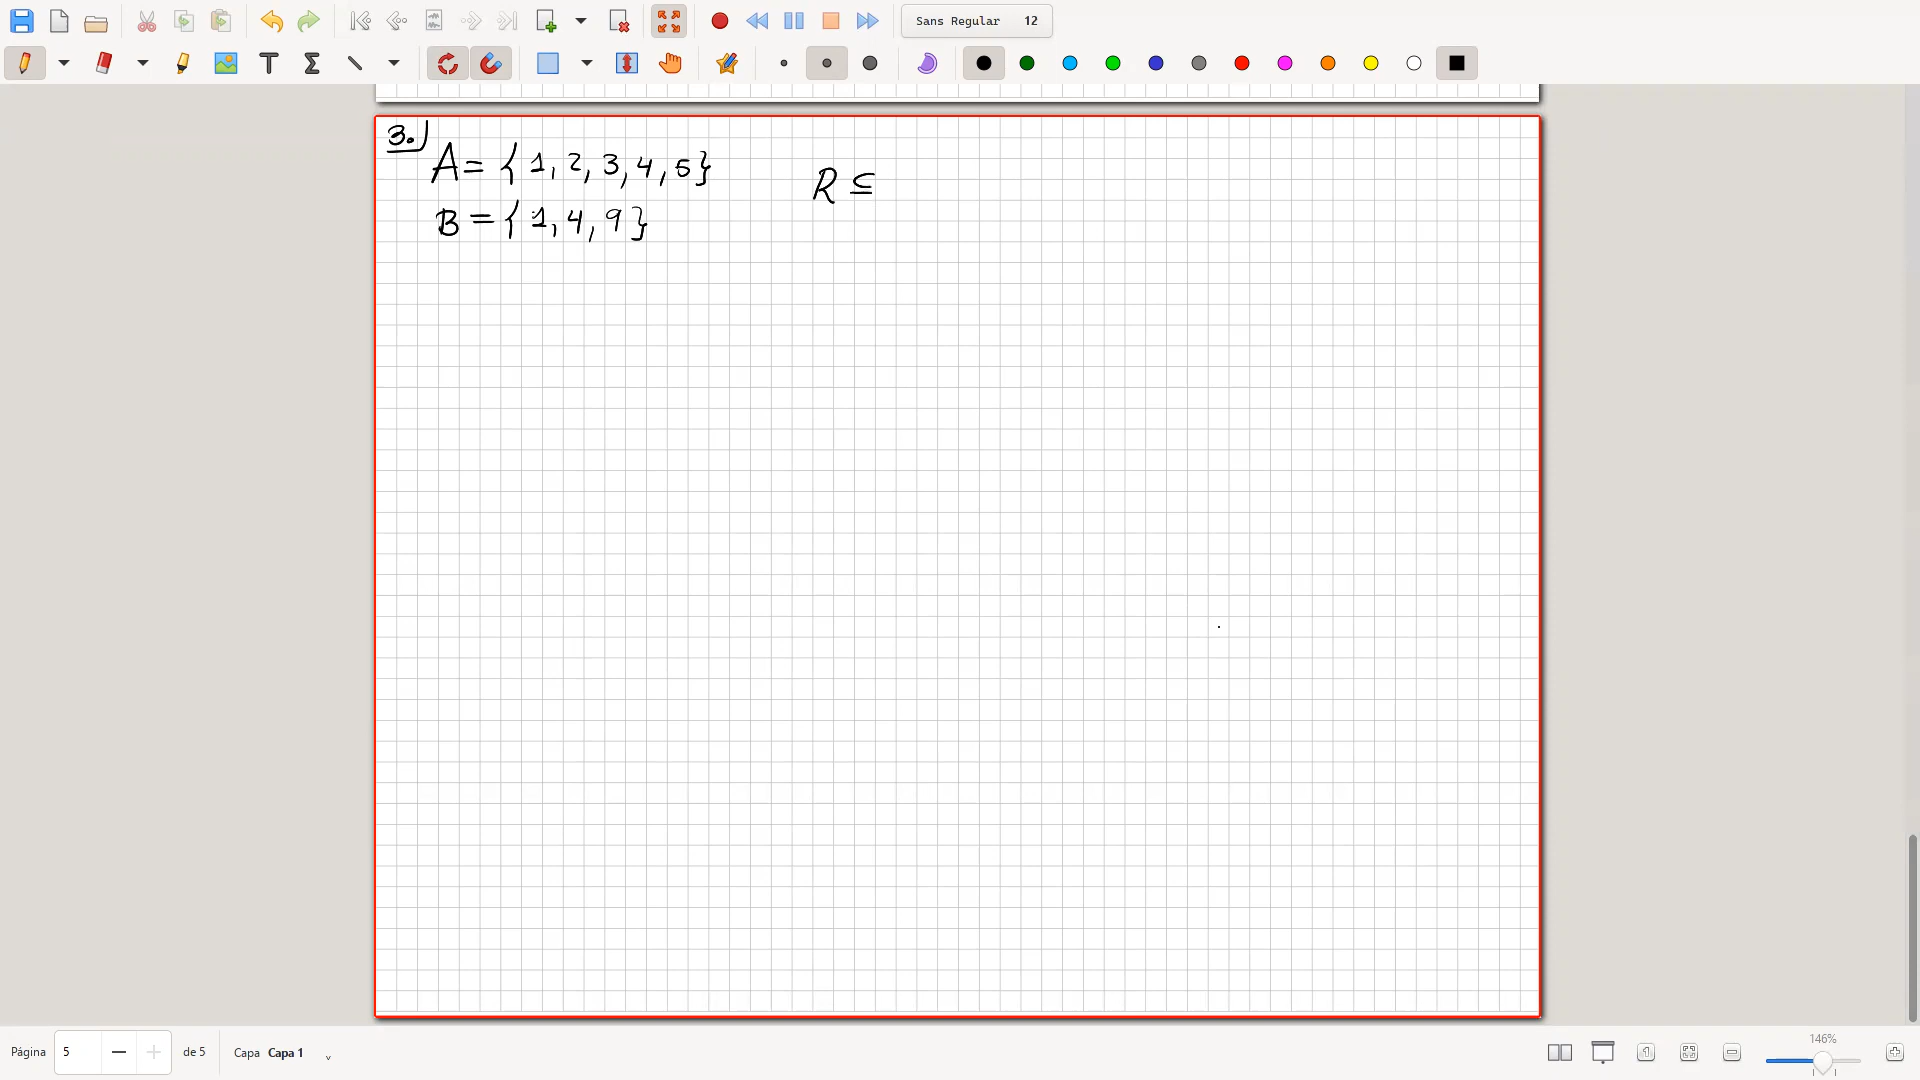 Sans Regular 12
3.)
A = { 1, 2, 3, 4, 5 }
R ⊆
B = { 1, 4, 9 }
Página 5 de 5 Capa Capa 1
146%